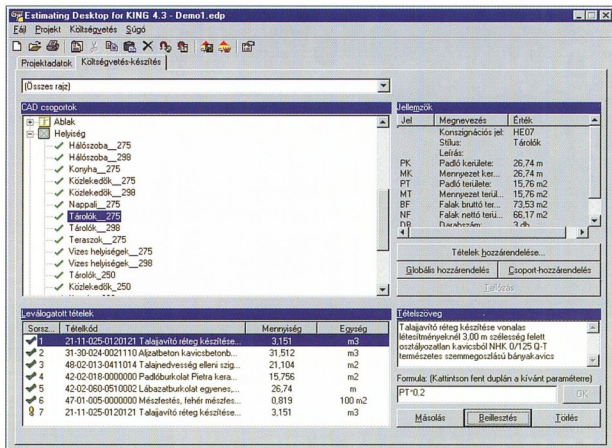 Estimating Desktop for KING 4.3 - Demo1.edp
Fájl Projekt Költségvetés Súgó
Projektadatok Költségvetés-készítés
(Összes rajz)
CAD csoportok
Ablak
Helyiség
Hálószoba__275
Hálószoba__298
Konyha__275
Közlekedők__275
Közlekedők__298
Nappali__275
Tárolók__275
Tárolók__298
Teraszok__275
Vizes helyiségek__275
Vizes helyiségek__298
Tárolók_250
Közlekedők_250
Jellemzők
Jel Megnevezés Érték
Konszignációs jel: HE07
Stílus: Tárolók
Leírás:
PK Padló kerülete: 26,74 m
MK Mennyezet ker... 26,74 m
PT Padló területe: 15,76 m2
MT Mennyezet terül... 15,76 m2
BF Falak bruttó ter... 73,53 m2
NF Falak nettó terü... 66,17 m2
DB Darabszám: 3 db
Tételek hozzárendelése...
Globális hozzárendelés Csoport-hozzárendelés
Tallózás
Leválogatott tételek
Sorsz... Tételkód Mennyiség Egység
1 21-11-025-0120121 Talajjavító réteg készítése... 3,151 m3
2 31-30-024-0021110 Aljzatbeton kavicsbetonb... 31,512 m3
3 48-02-013-0411014 Talajnedvesség elleni szig... 21,104 m2
4 42-02-018-0000000 Padlóburkolat Pietra kera... 15,756 m2
5 42-02-060-0510002 Lábazatburkolat egyenes,... 26,74 m
6 47-01-005-0000000 Mészfestés, fehér mészfes... 0,819 100 m2
7 21-11-025-0120121 Talajjavító réteg készítése... 3,151 m3
Tételszöveg
Talajjavító réteg készítése vonalas
létesítményeknél 3,00 m szélesség felett
osztályozatlan kavicsból NHK 0/125 Q-T
természetes szemmegoszlású bányakavics
Formula: (Kattintson fent duplán a kívánt paraméterre)
PT*0.2 OK
Másolás Beillesztés Törlés